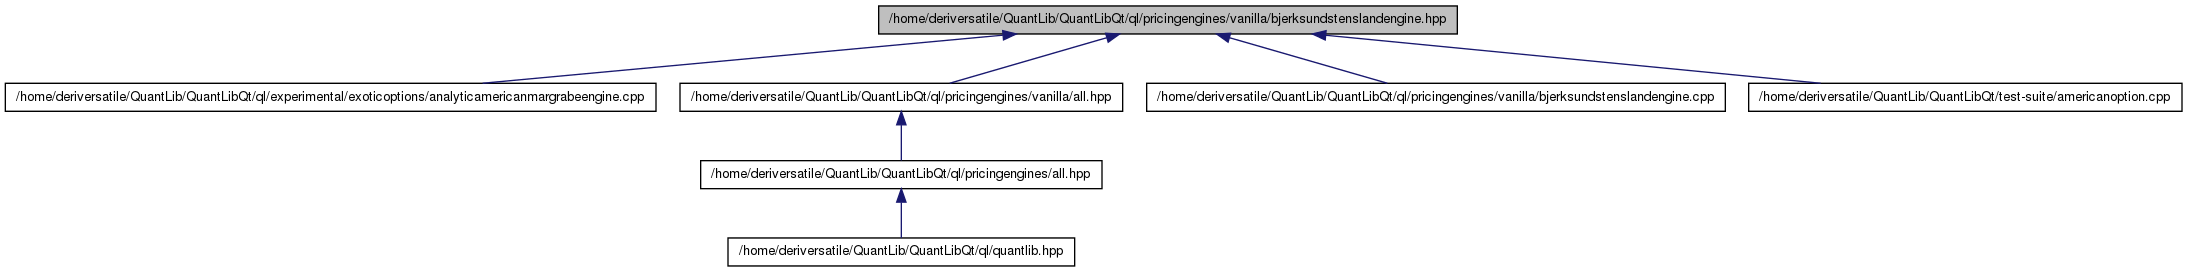 /home/deriversatile/QuantLib/QuantLibQt/ql/pricingengines/vanilla/bjerksundstenslandengine.hpp
/home/deriversatile/QuantLib/QuantLibQt/ql/experimental/exoticoptions/analyticamericanmargrabeengine.cpp
/home/deriversatile/QuantLib/QuantLibQt/ql/pricingengines/vanilla/all.hpp
/home/deriversatile/QuantLib/QuantLibQt/ql/pricingengines/vanilla/bjerksundstenslandengine.cpp
/home/deriversatile/QuantLib/QuantLibQt/test-suite/americanoption.cpp
/home/deriversatile/QuantLib/QuantLibQt/ql/pricingengines/all.hpp
/home/deriversatile/QuantLib/QuantLibQt/ql/quantlib.hpp